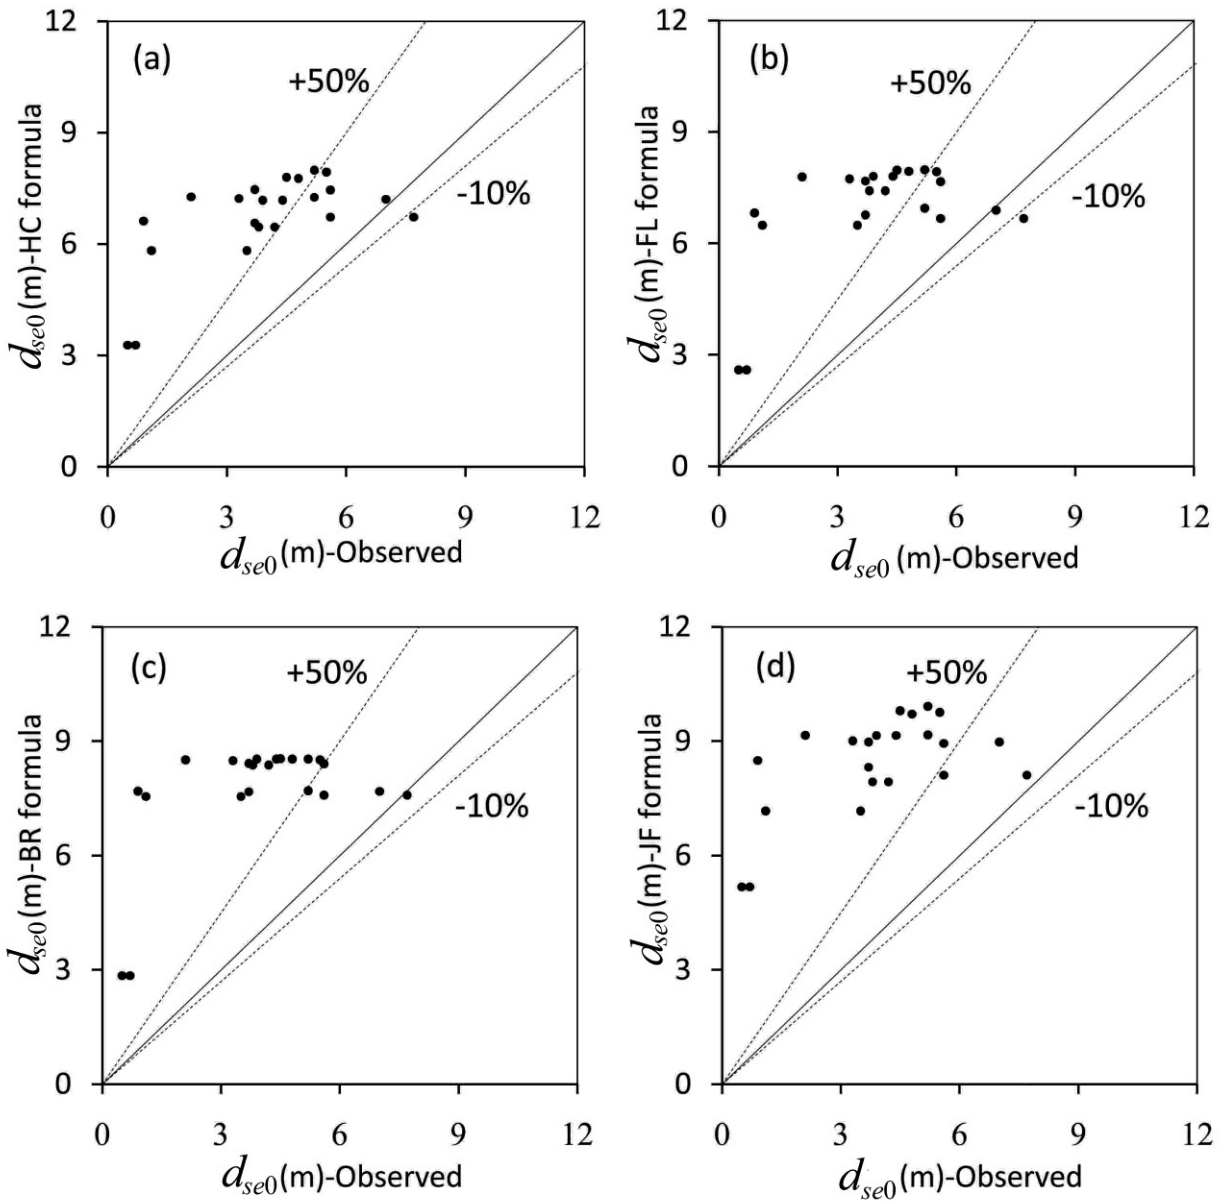 12
(a)
+50%
9
-10%
6
3
0
d_se0 (m)-HC formula
0 3 6 9 12
d_se0 (m)-Observed
12
(b)
+50%
9
-10%
6
3
0
d_se0 (m)-FL formula
0 3 6 9 12
d_se0 (m)-Observed
12
(c)
+50%
9
-10%
6
3
0
d_se0 (m)-BR formula
0 3 6 9 12
d_se0 (m)-Observed
12
(d)
+50%
9
-10%
6
3
0
d_se0 (m)-JF formula
0 3 6 9 12
d_se0 (m)-Observed